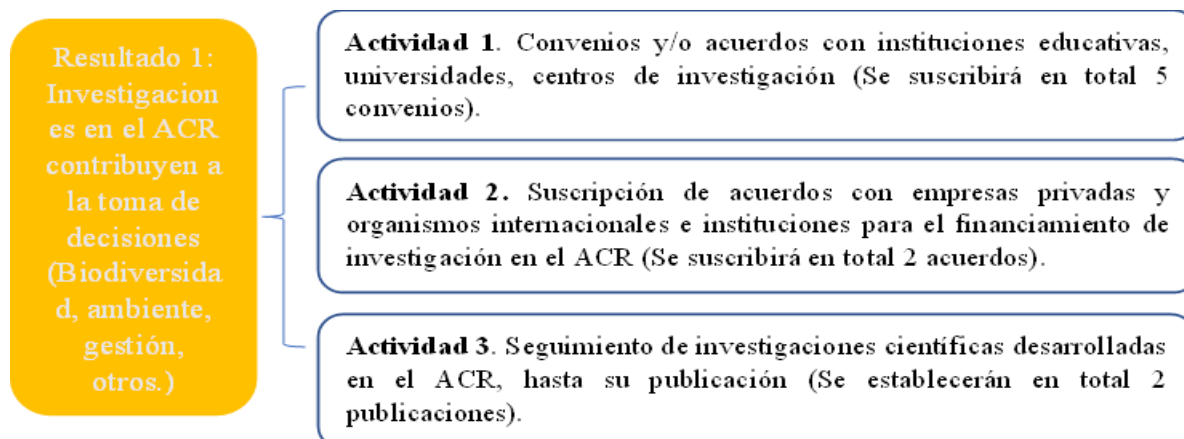 Resultado 1:
Investigacion
es en el ACR
contribuyen a
la toma de
decisiones
(Biodiversida
d, ambiente,
gestión,
otros.)
Actividad 1. Convenios y/o acuerdos con instituciones educativas,
universidades, centros de investigación (Se suscribirá en total 5
convenios).
Actividad 2. Suscripción de acuerdos con empresas privadas y
organismos internacionales e instituciones para el financiamiento de
investigación en el ACR (Se suscribirá en total 2 acuerdos).
Actividad 3. Seguimiento de investigaciones científicas desarrolladas
en el ACR, hasta su publicación (Se establecerán en total 2
publicaciones).